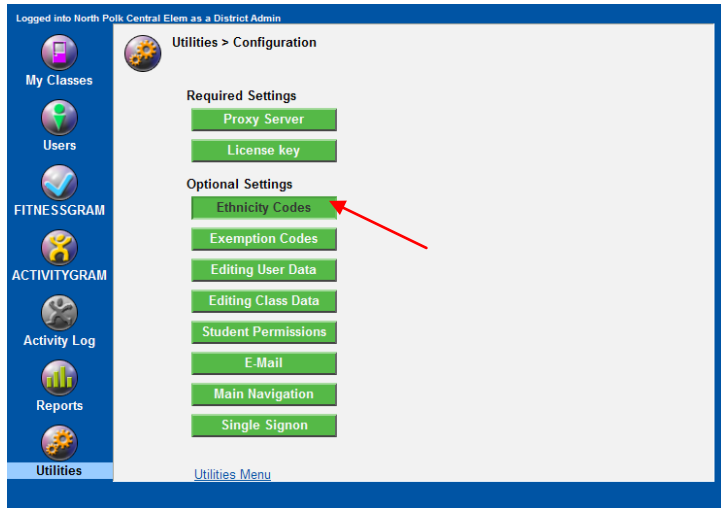 Logged into North Polk Central Elem as a District Admin
My Classes
Users
FITNESSGRAM
ACTIVITYGRAM
Activity Log
Reports
Utilities
Utilities > Configuration
Required Settings
Proxy Server
License key
Optional Settings
Ethnicity Codes
Exemption Codes
Editing User Data
Editing Class Data
Student Permissions
E-Mail
Main Navigation
Single Signon
Utilities Menu